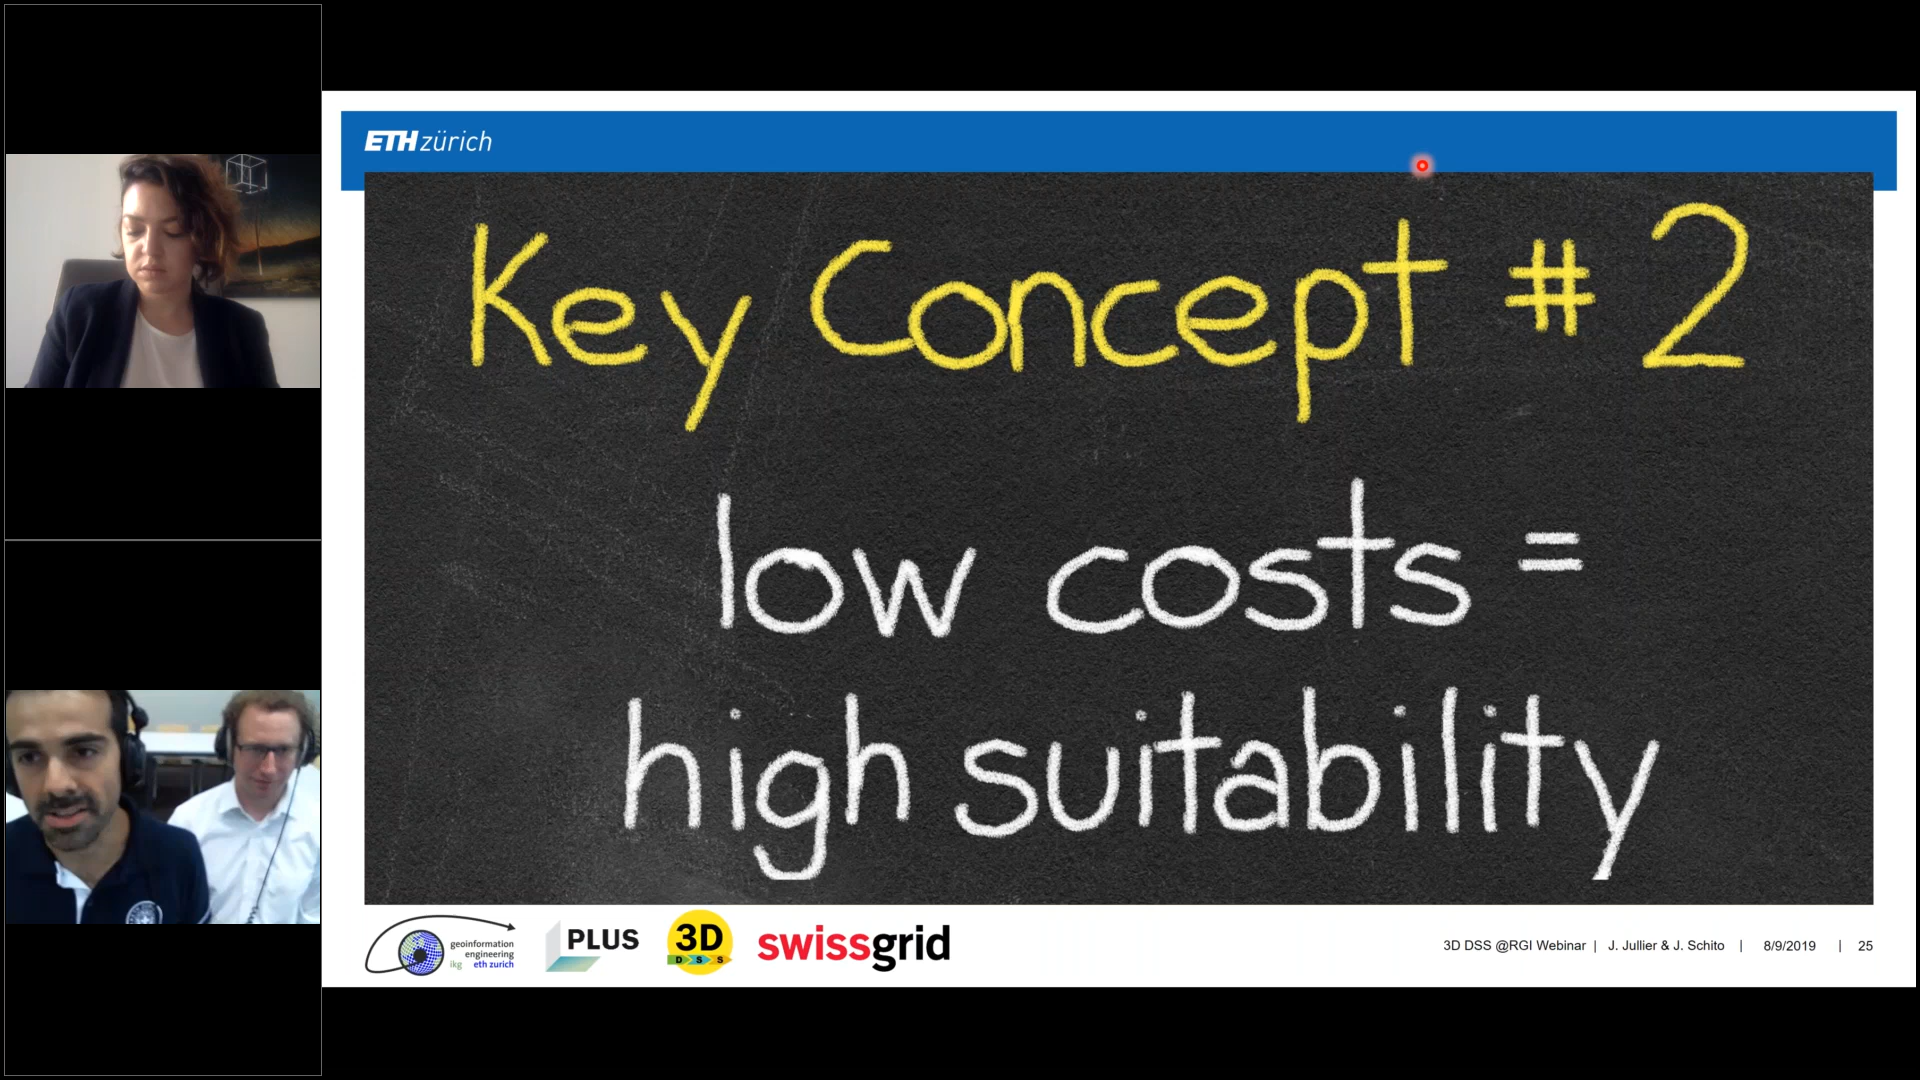 ETH zürich
Key Concept #2
low costs =
high suitability
geoinformation
engineering
ikg eth zurich
PLUS
3D
D S S
swissgrid
3D DSS @RGI Webinar | J. Jullier & J. Schito | 8/9/2019 | 25